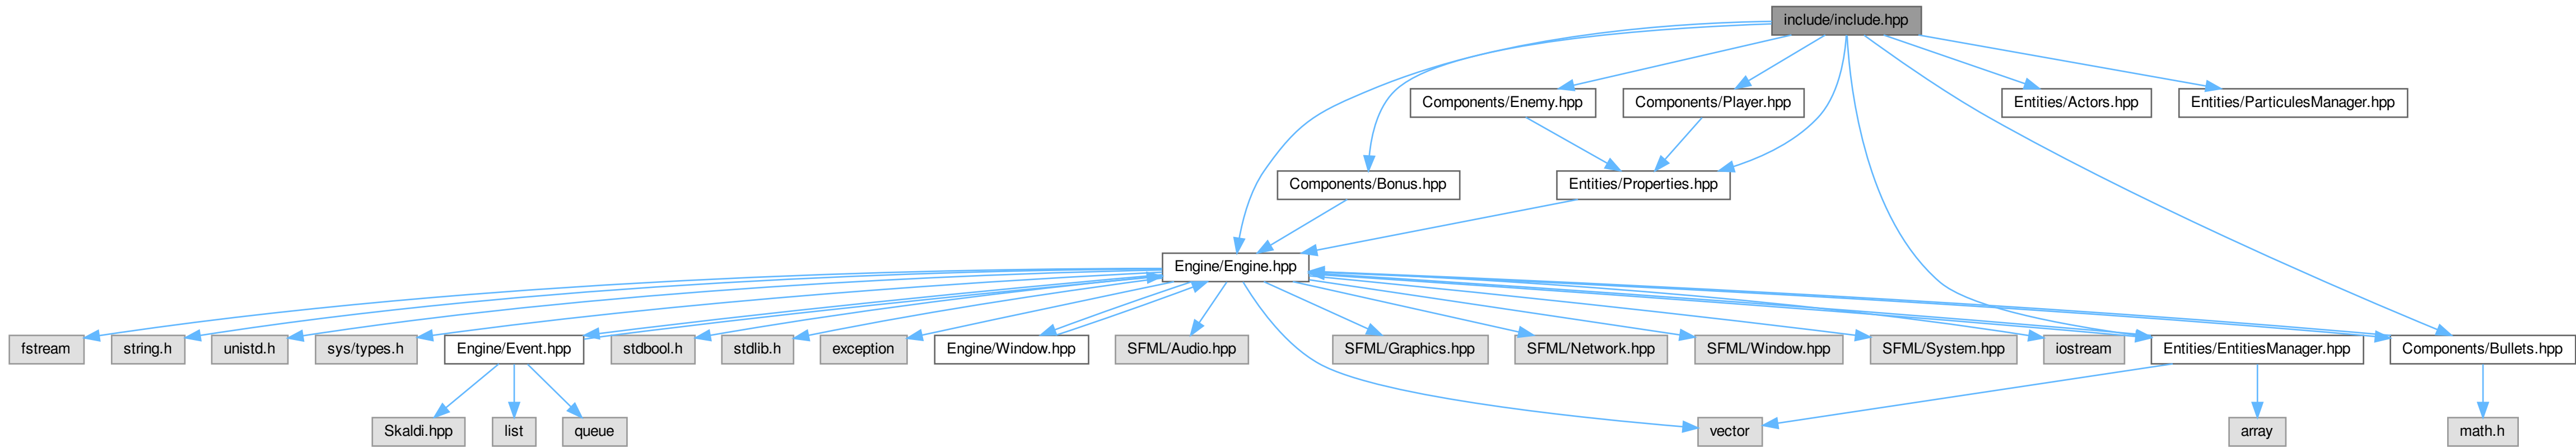 include/include.hpp
Components/Enemy.hpp
Components/Player.hpp
Entities/Actors.hpp
Entities/ParticulesManager.hpp
Components/Bonus.hpp
Entities/Properties.hpp
Engine/Engine.hpp
fstream
string.h
unistd.h
sys/types.h
Engine/Event.hpp
stdbool.h
stdlib.h
exception
Engine/Window.hpp
SFML/Audio.hpp
SFML/Graphics.hpp
SFML/Network.hpp
SFML/Window.hpp
SFML/System.hpp
iostream
Entities/EntitiesManager.hpp
Components/Bullets.hpp
Skaldi.hpp
list
queue
vector
array
math.h